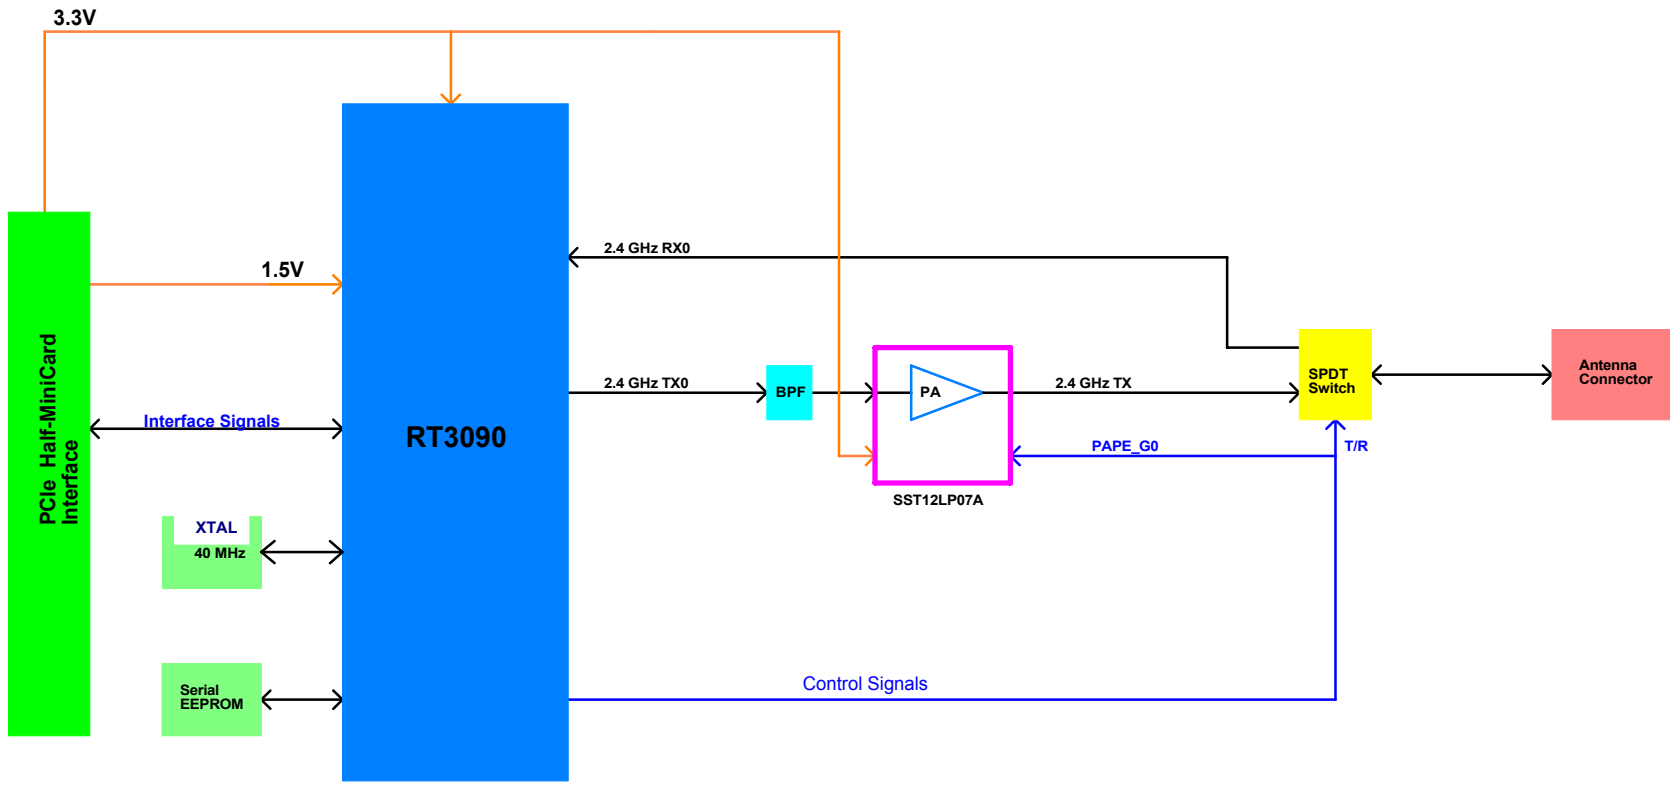 3.3V
2.4 GHz RX0
1.5V
PCIe Half-MiniCard
Interface
SPDT
Switch
Antenna
Connector
2.4 GHz TX0
BPF
PA
2.4 GHz TX
Interface Signals
RT3090
PAPE_G0
T/R
SST12LP07A
XTAL
40 MHz
Serial
EEPROM
Control Signals